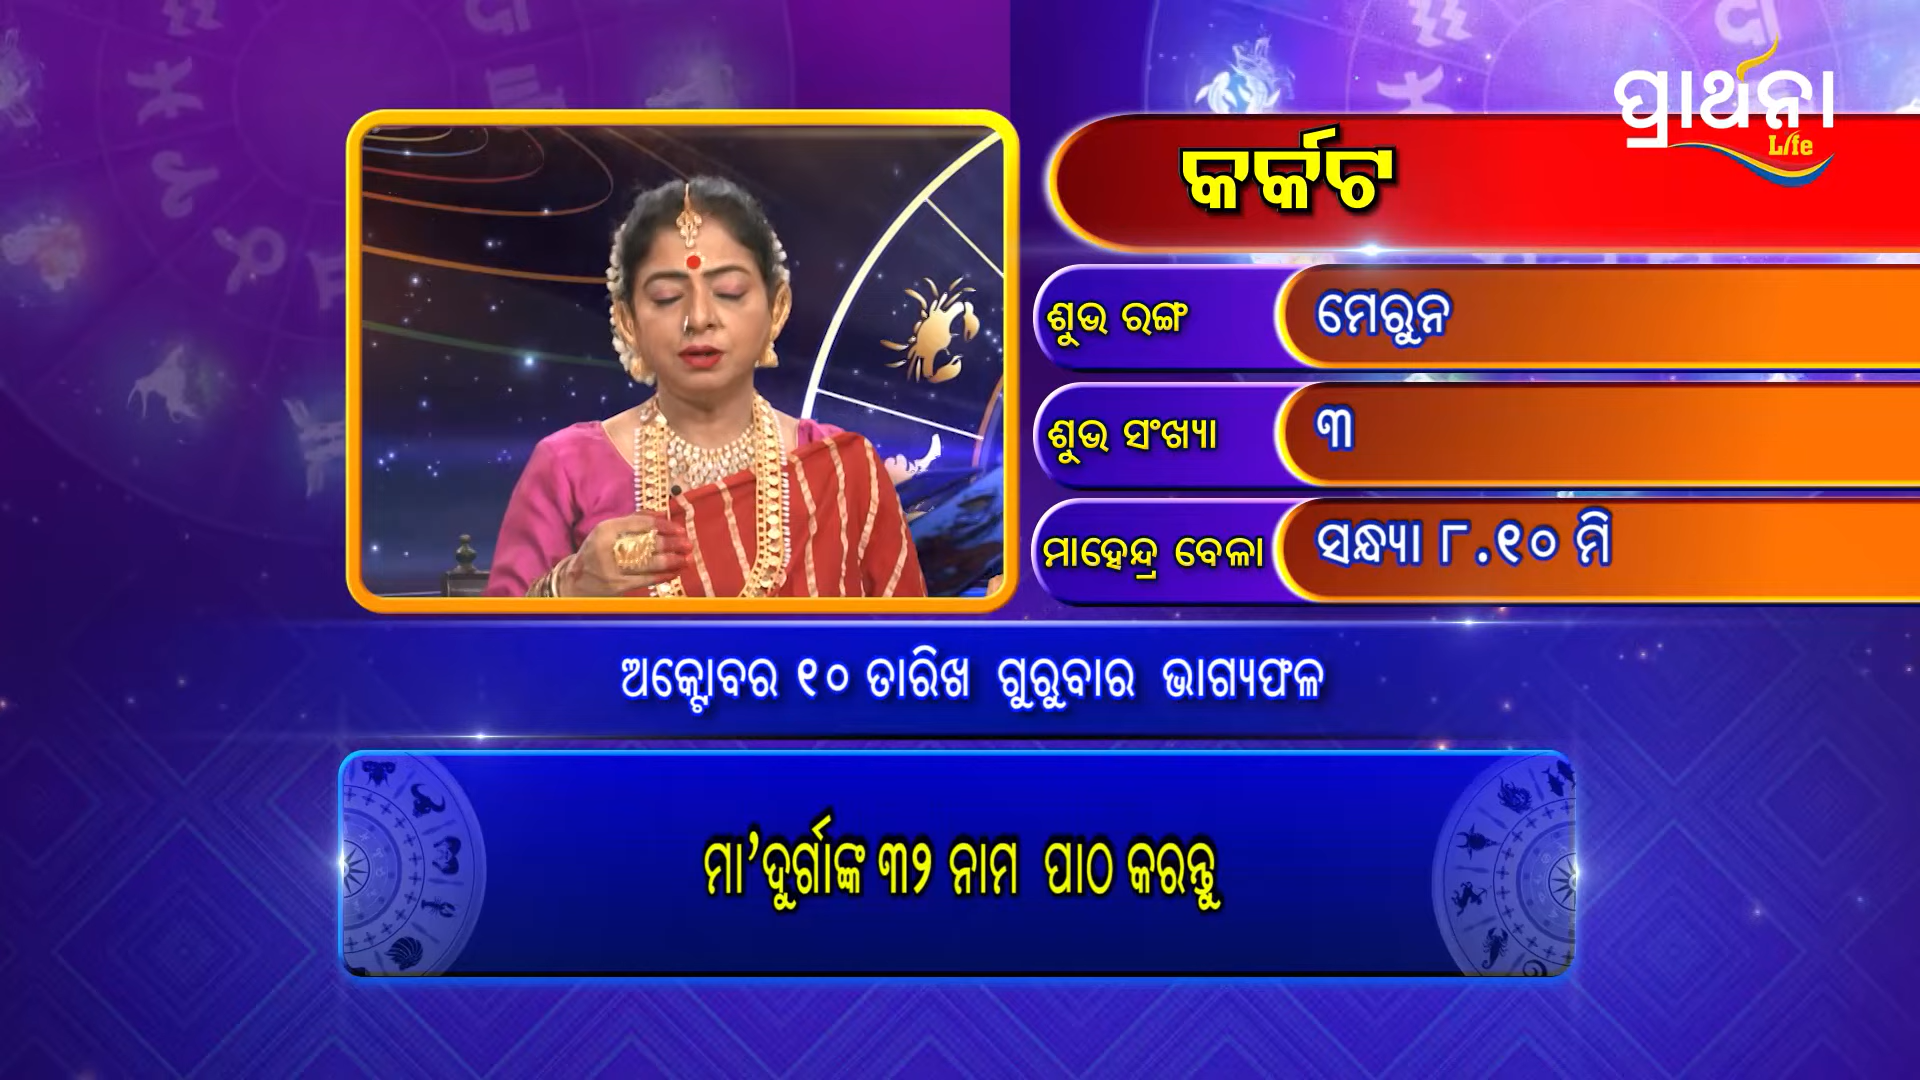 ପ୍ରାର୍ଥନା
Life
କର୍କଟ
ଶୁଭ ରଙ୍ଗ ମେରୁନ
ଶୁଭ ସଂଖ୍ୟା ୩
ମାହେନ୍ଦ୍ର ବେଳା ସନ୍ଧ୍ୟା ୮.୧୦ ମି
ଅକ୍ଟୋବର ୧୦ ତାରିଖ ଗୁରୁବାର ଭାଗ୍ୟଫଳ
ମା’ଦୁର୍ଗାଙ୍କ ୩୨ ନାମ ପାଠ କରନ୍ତୁ